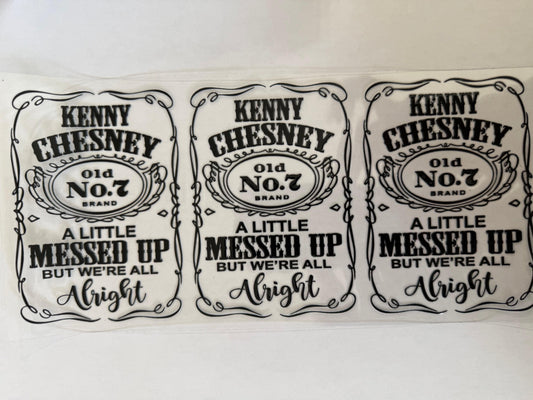 KENNY
CHESNEY
Old
No.7
BRAND
A LITTLE
MESSED UP
BUT WE'RE ALL
Alright
KENNY
CHESNEY
Old
No.7
BRAND
A LITTLE
MESSED UP
BUT WE'RE ALL
Alright
KENNY
CHESNEY
Old
No.7
BRAND
A LITTLE
MESSED UP
BUT WE'RE ALL
Alright